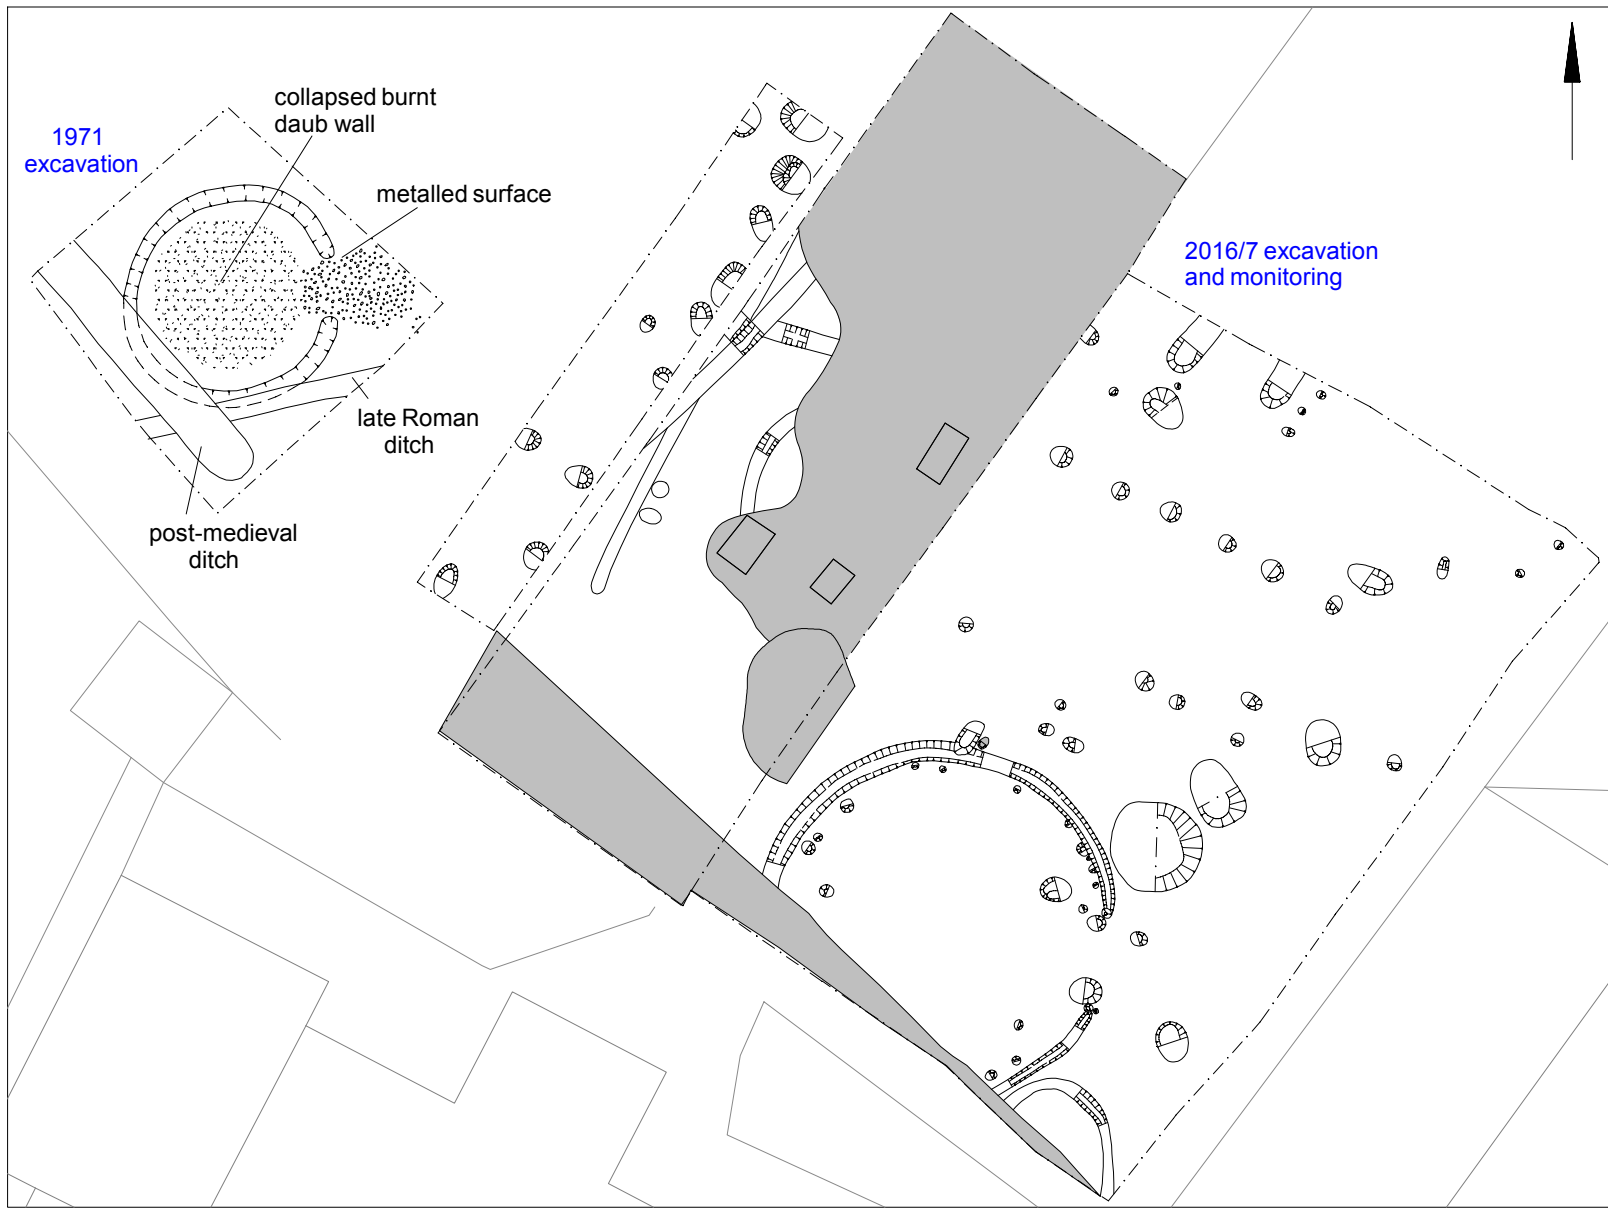 collapsed burnt
daub wall
1971
excavation
metalled surface
2016/7 excavation
and monitoring
late Roman
ditch
post-medieval
ditch